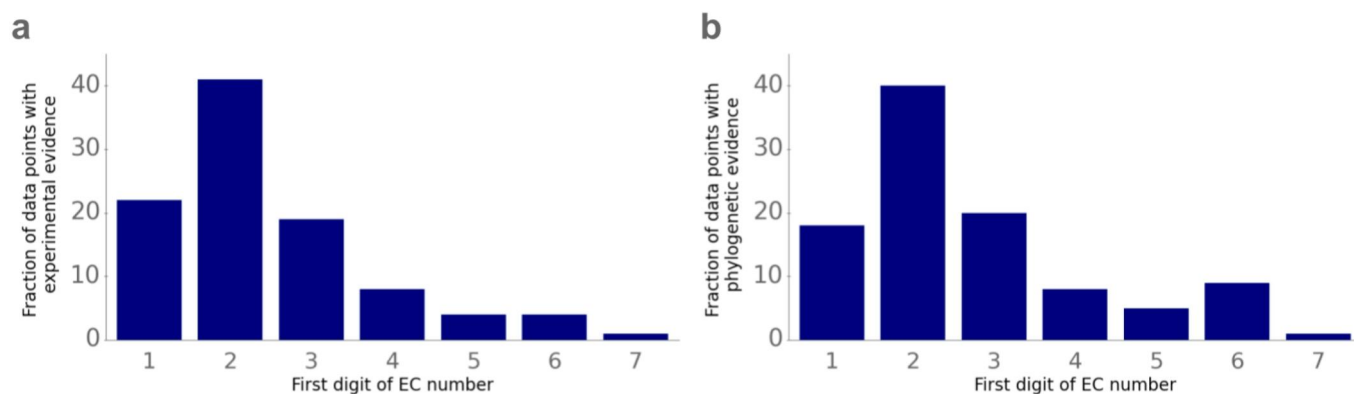 a
Fraction of data points with
experimental evidence
40
30
20
10
0
1 2 3 4 5 6 7
First digit of EC number
b
Fraction of data points with
phylogenetic evidence
40
30
20
10
0
1 2 3 4 5 6 7
First digit of EC number